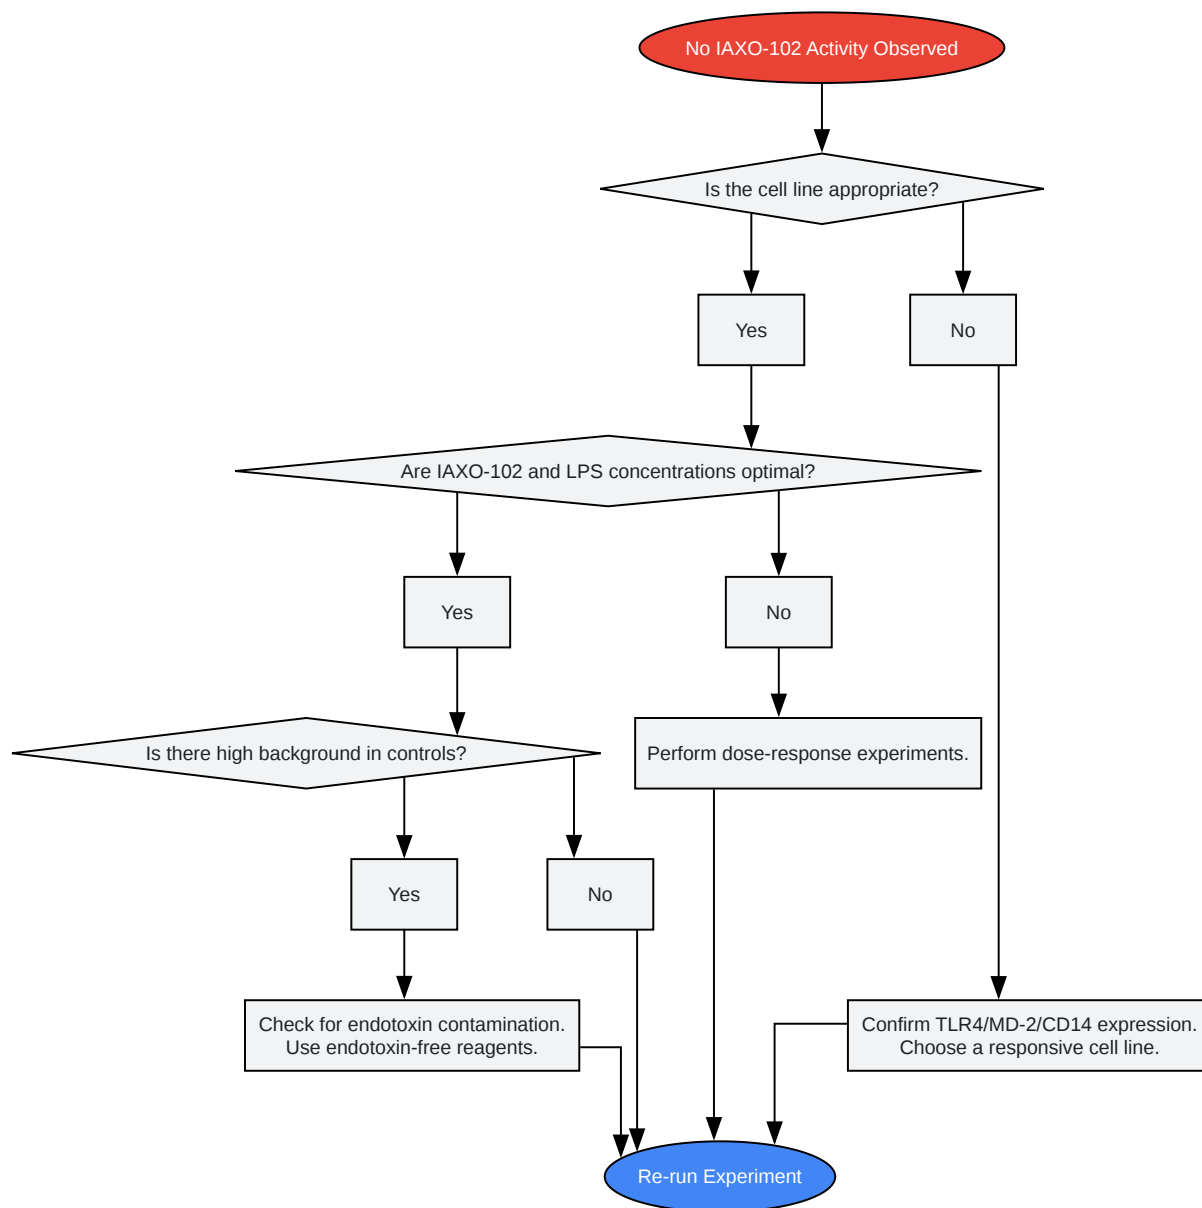 No IAXO-102 Activity Observed
Is the cell line appropriate?
Yes
No
Are IAXO-102 and LPS concentrations optimal?
Yes
No
Is there high background in controls?
Perform dose-response experiments.
Yes
No
Check for endotoxin contamination.
Use endotoxin-free reagents.
Confirm TLR4/MD-2/CD14 expression.
Choose a responsive cell line.
Re-run Experiment